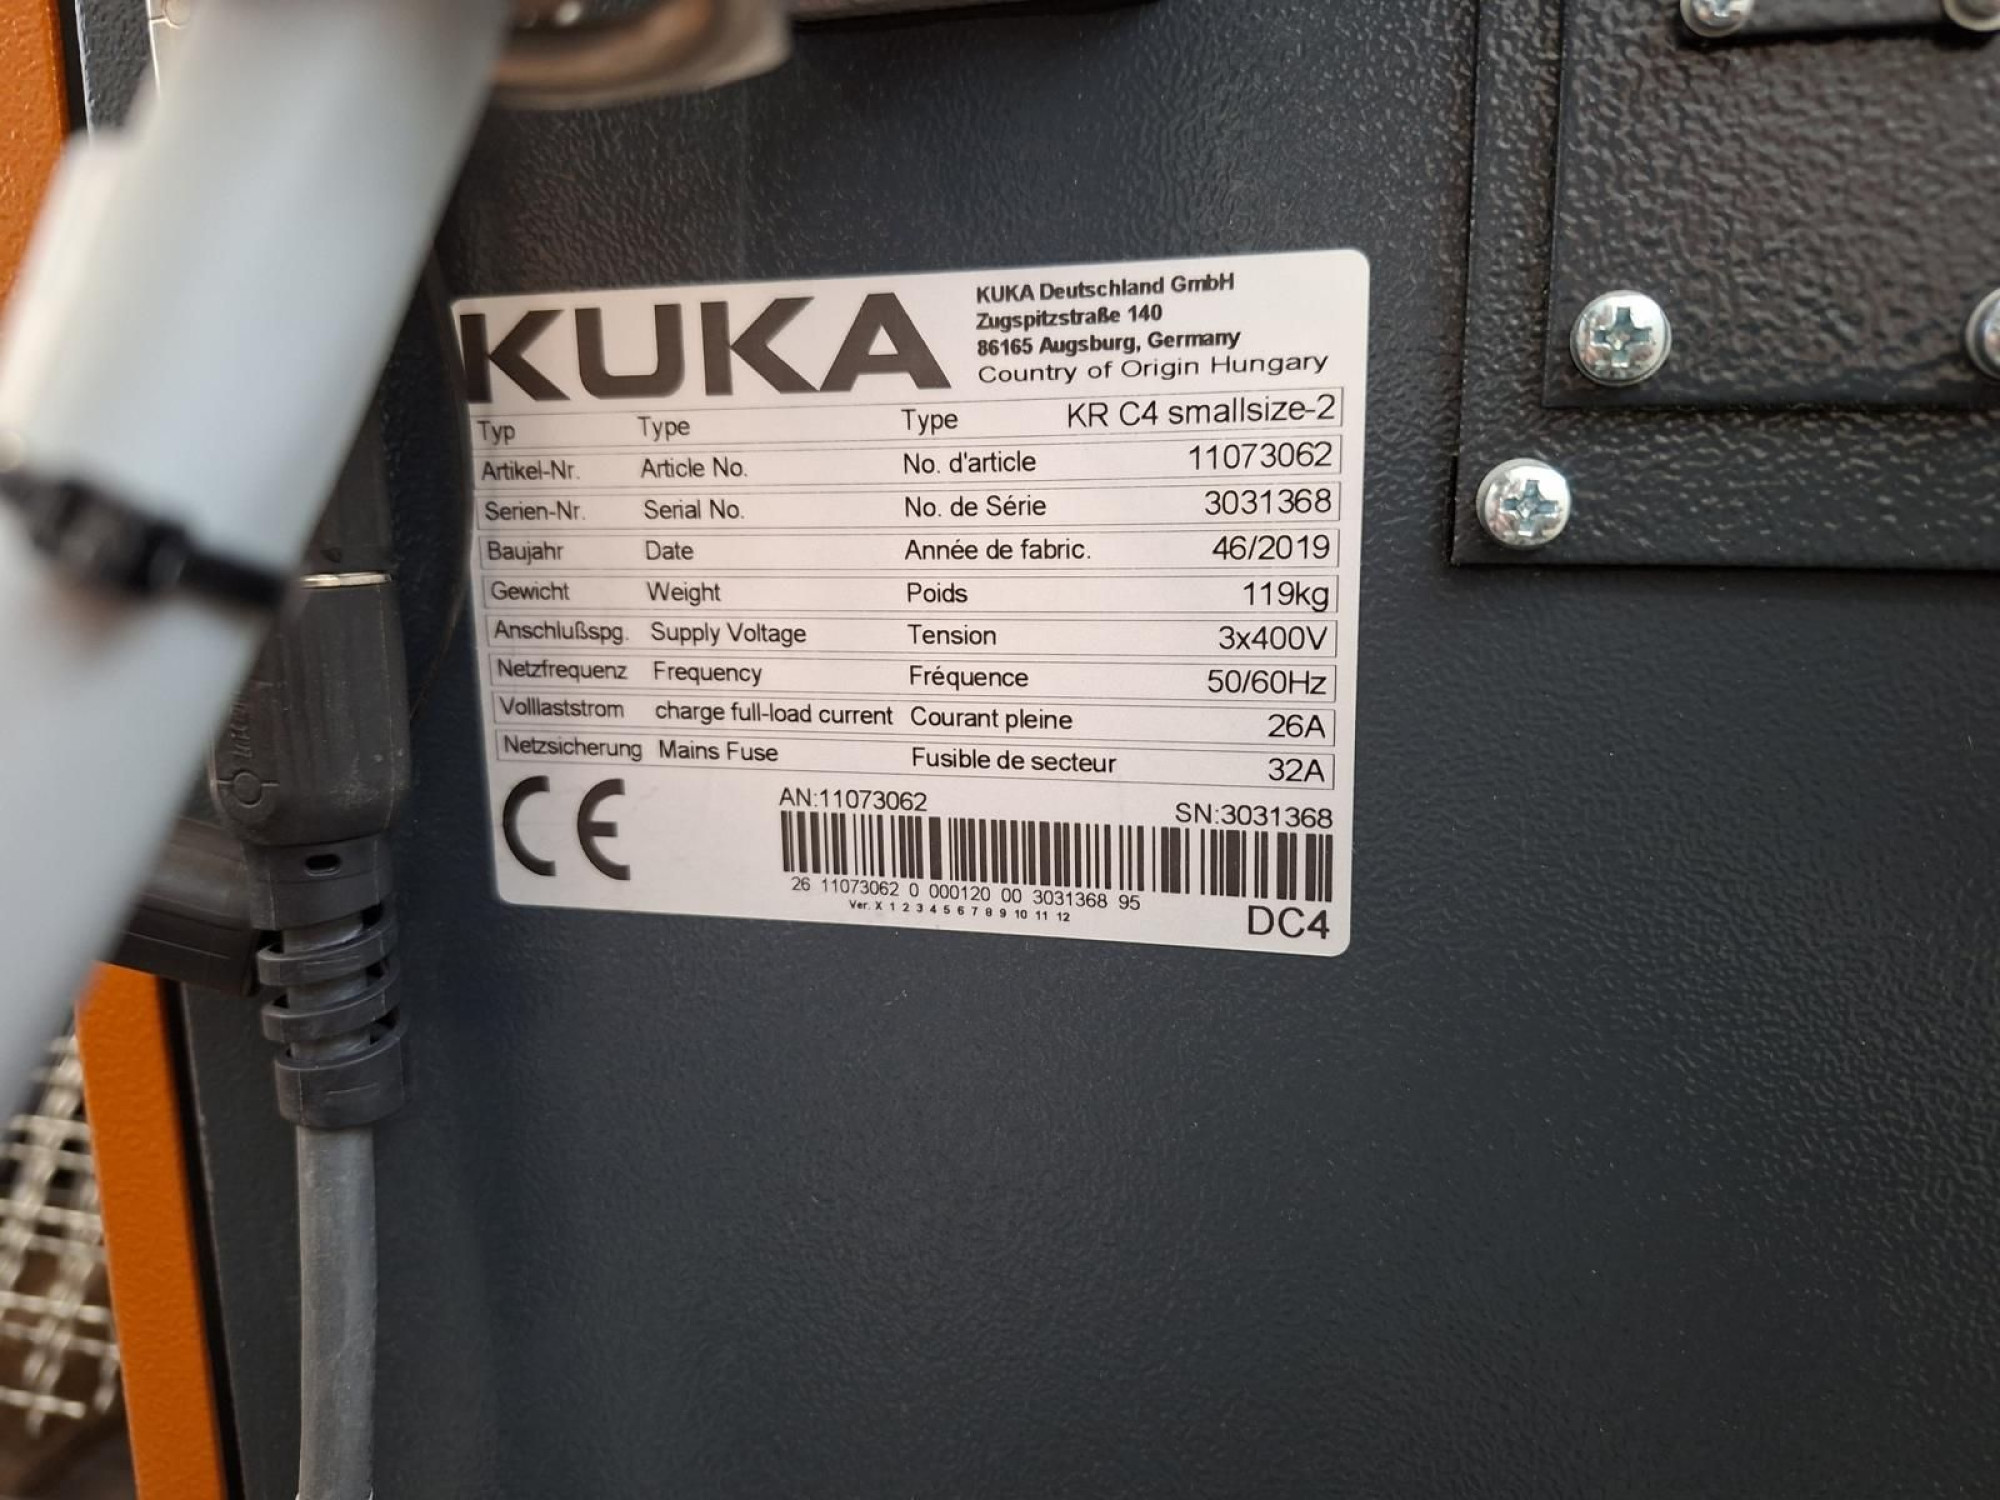 KUKA
KUKA Deutschland GmbH
Zugspitzstraße 140
86165 Augsburg, Germany
Country of Origin Hungary
Typ Type Type KR C4 smallsize-2
Artikel-Nr. Article No. No. d'article 11073062
Serien-Nr. Serial No. No. de Série 3031368
Baujahr Date Année de fabric. 46/2019
Gewicht Weight Poids 119kg
Anschlußspg. Supply Voltage Tension 3x400V
Netzfrequenz Frequency Fréquence 50/60Hz
Volllaststrom charge full-load current Courant pleine 26A
Netzsicherung Mains Fuse Fusible de secteur 32A
CE
AN:11073062 SN:3031368
26 11073062 0 000120 00 3031368 95
Ver. X 1 2 3 4 5 6 7 8 9 10 11 12
DC4